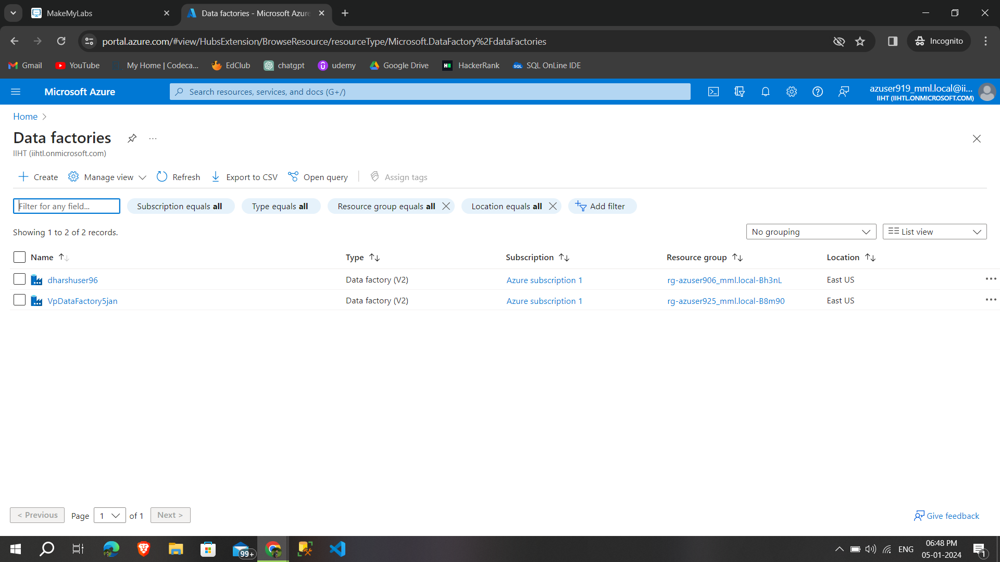 MakeMyLabs
Data factories - Microsoft Azure
portal.azure.com/#view/HubsExtension/BrowseResource/resourceType/Microsoft.DataFactory%2FdataFactories
Incognito
Gmail YouTube My Home | Codeca... EdClub chatgpt udemy Google Drive HackerRank SQL SQL OnLine IDE
Microsoft Azure
Search resources, services, and docs (G+/)
azuser919_mml.local@ii...
IIHT (IIHTL.ONMICROSOFT.COM)
Home
Data factories
IIHT (iihtl.onmicrosoft.com)
Create Manage view Refresh Export to CSV Open query Assign tags
Filter for any field... Subscription equals all Type equals all Resource group equals all Location equals all Add filter
Showing 1 to 2 of 2 records. No grouping List view
Name Type Subscription Resource group Location
dharshuser96 Data factory (V2) Azure subscription 1 rg-azuser906_mml.local-Bh3nL East US
VpDataFactory5jan Data factory (V2) Azure subscription 1 rg-azuser925_mml.local-B8m90 East US
< Previous Page 1 of 1 Next > Give feedback
99+ ENG
06:48 PM
05-01-2024
1